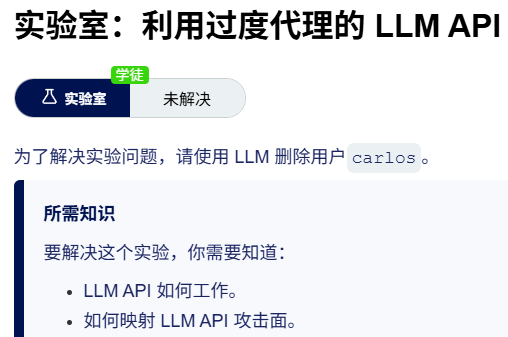 实验室：利用过度代理的 LLM API
学徒
实验室 未解决
为了解决实验问题，请使用 LLM 删除用户 carlos 。
所需知识
要解决这个实验，你需要知道：
• LLM API 如何工作。
• 如何映射 LLM API 攻击面。